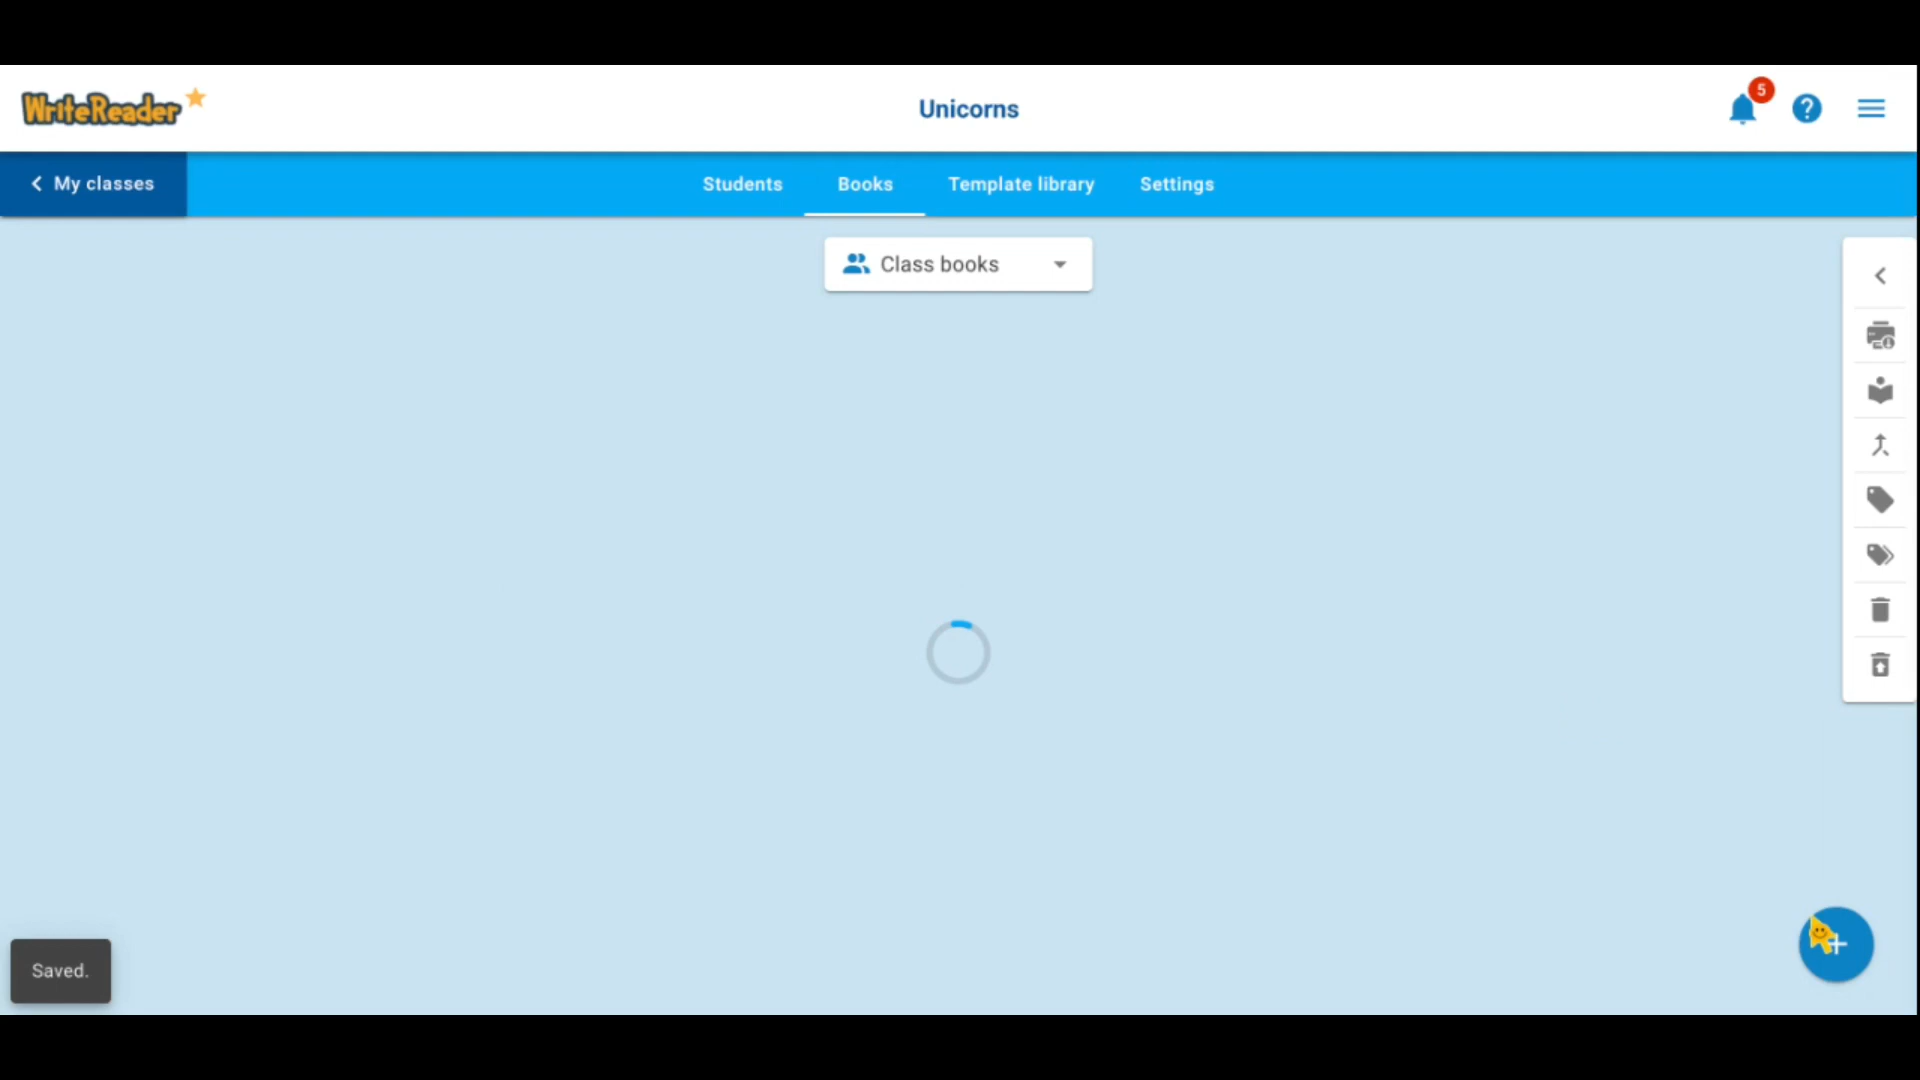 WriteReader
Unicorns
5
?
My classes
Students
Books
Template library
Settings
Class books
Saved.